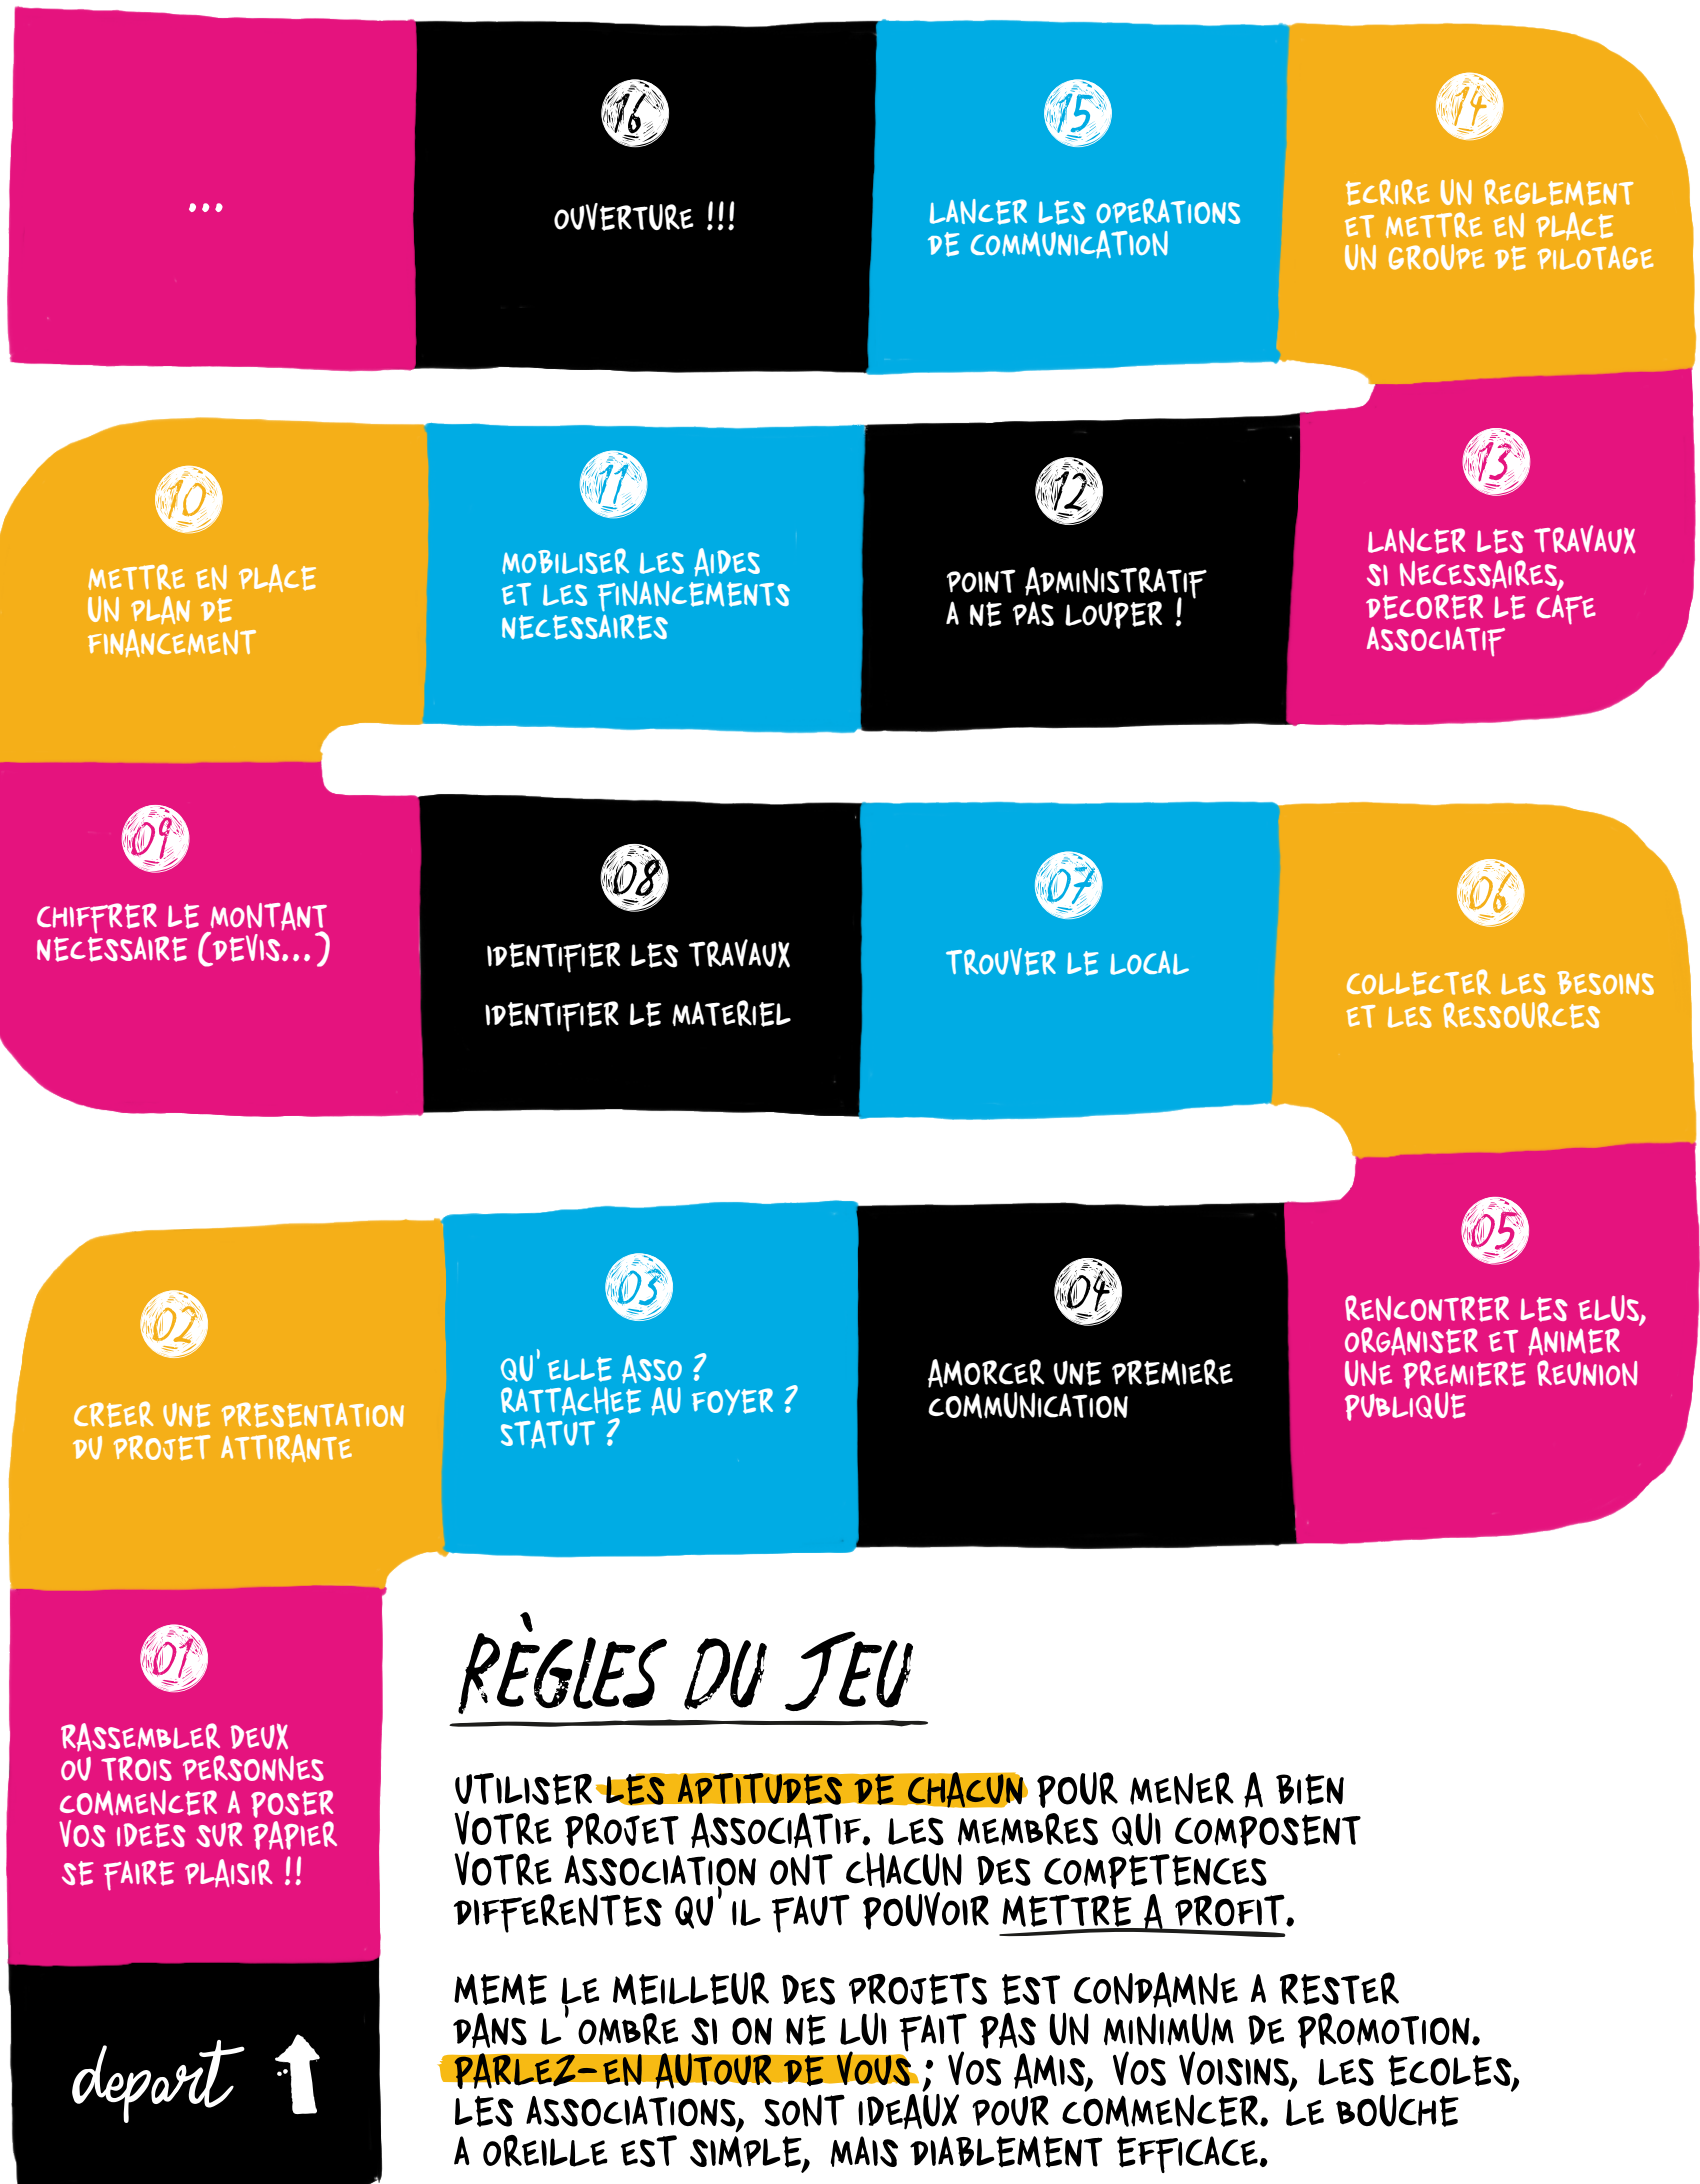 ...
16
OUVERTURE !!!
15
LANCER LES OPERATIONS
DE COMMUNICATION
14
ECRIRE UN REGLEMENT
ET METTRE EN PLACE
UN GROUPE DE PILOTAGE
10
METTRE EN PLACE
UN PLAN DE
FINANCEMENT
11
MOBILISER LES AIDES
ET LES FINANCEMENTS
NECESSAIRES
12
POINT ADMINISTRATIF
A NE PAS LOUPER !
13
LANCER LES TRAVAUX
SI NECESSAIRES,
DECORER LE CAFE
ASSOCIATIF
09
CHIFFRER LE MONTANT
NECESSAIRE (DEVIS...)
08
IDENTIFIER LES TRAVAUX
IDENTIFIER LE MATERIEL
07
TROUVER LE LOCAL
06
COLLECTER LES BESOINS
ET LES RESSOURCES
02
CREER UNE PRESENTATION
DU PROJET ATTIRANTE
03
QU'ELLE ASSO ?
RATTACHEE AU FOYER ?
STATUT ?
04
AMORCER UNE PREMIERE
COMMUNICATION
05
RENCONTRER LES ELUS,
ORGANISER ET ANIMER
UNE PREMIERE REUNION
PUBLIQUE
01
RASSEMBLER DEUX
OU TROIS PERSONNES
COMMENCER A POSER
VOS IDEES SUR PAPIER
SE FAIRE PLAISIR !!
depart
RÈGLES DU JEU
UTILISER LES APTITUDES DE CHACUN POUR MENER A BIEN
VOTRE PROJET ASSOCIATIF. LES MEMBRES QUI COMPOSENT
VOTRE ASSOCIATION ONT CHACUN DES COMPETENCES
DIFFERENTES QU'IL FAUT POUVOIR METTRE A PROFIT.
MEME LE MEILLEUR DES PROJETS EST CONDAMNE A RESTER
DANS L'OMBRE SI ON NE LUI FAIT PAS UN MINIMUM DE PROMOTION.
PARLEZ-EN AUTOUR DE VOUS ; VOS AMIS, VOS VOISINS, LES ECOLES,
LES ASSOCIATIONS, SONT IDEAUX POUR COMMENCER. LE BOUCHE
A OREILLE EST SIMPLE, MAIS DIABLEMENT EFFICACE.